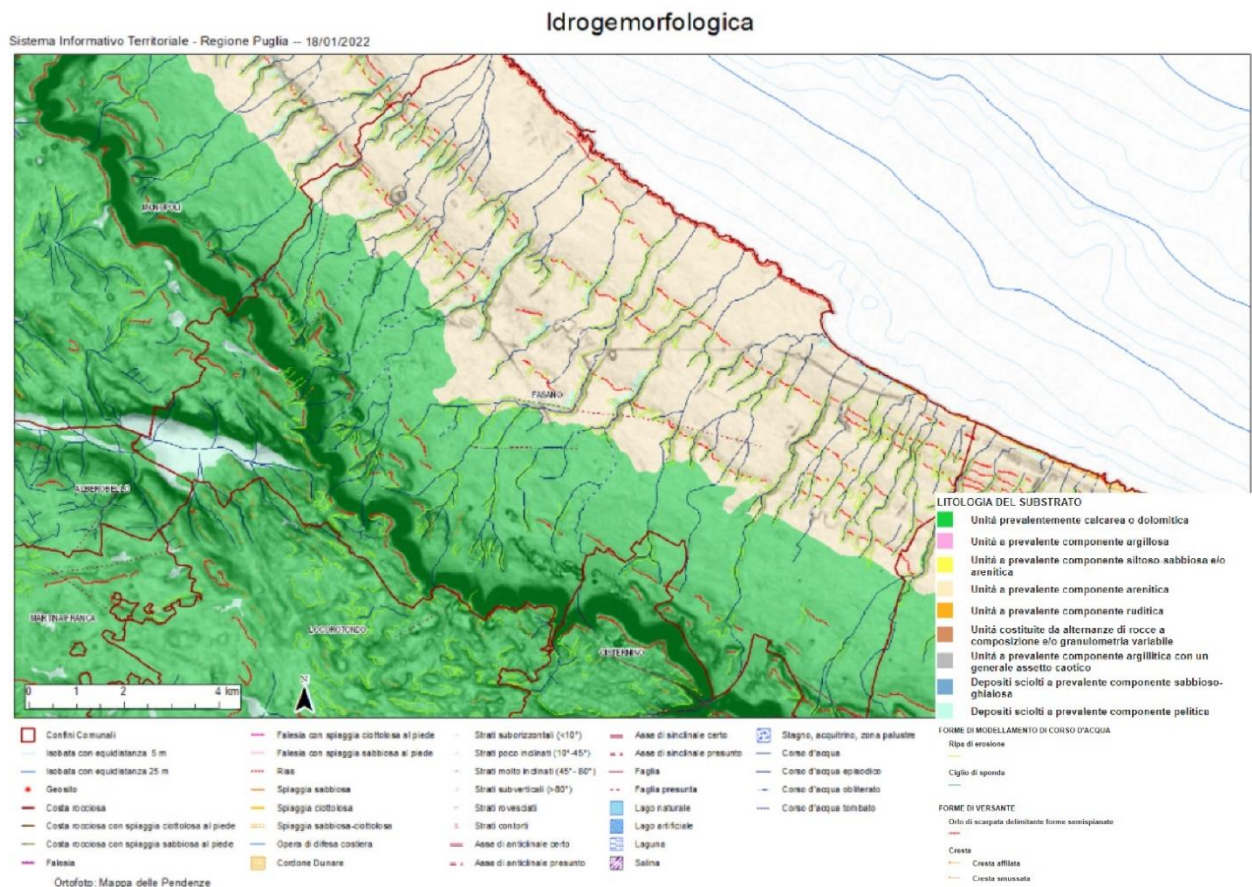 Idrogemorfologica
Sistema Informativo Territoriale - Regione Puglia -- 18/01/2022
MONOPOLI
FASANO
ALBEROBELLO
MARTINA FRANCA
LOCOROTONDO
CISTERNINO
0 1 2 4 km
N
LITOLOGIA DEL SUBSTRATO
Unità prevalentemente calcarea o dolomitica
Unità a prevalente componente argillosa
Unità a prevalente componente siltoso sabbiosa e/o
arenitica
Unità a prevalente componente arenitica
Unità a prevalente componente ruditica
Unità costituite da alternanze di rocce a
composizione e/o granulometria variabile
Unità a prevalente componente argillitica con un
generale assetto caotico
Depositi sciolti a prevalente componente sabbioso-
ghiaiosa
Depositi sciolti a prevalente componente pelitica
Confini Comunali
Isobata con equidistanza 5 m
Isobata con equidistanza 25 m
Geosito
Costa rocciosa
Costa rocciosa con spiaggia ciottolosa al piede
Costa rocciosa con spiaggia sabbiosa al piede
Falesia
Falesia con spiaggia ciottolosa al piede
Falesia con spiaggia sabbiosa al piede
Rias
Spiaggia sabbiosa
Spiaggia ciottolosa
Spiaggia sabbiosa-ciottolosa
Opera di difesa costiera
Cordone Dunare
Strati suborizzontali (<10°)
Strati poco inclinati (10°-45°)
Strati molto inclinati (45°- 80°)
Strati subverticali (>80°)
Strati rovesciati
Strati contorti
Asse di anticlinale certo
Asse di anticlinale presunto
Asse di sinclinale certo
Asse di sinclinale presunto
Faglia
Faglia presunta
Lago naturale
Lago artificiale
Laguna
Salina
Stagno, acquitrino, zona palustre
Corso d'acqua
Corso d'acqua episodico
Corso d'acqua obliterato
Corso d'acqua tombato
FORME DI MODELLAMENTO DI CORSO D'ACQUA
Ripa di erosione
Ciglio di sponda
FORME DI VERSANTE
Orlo di scarpata delimitante forme semispianate
Cresta
Cresta affilata
Cresta smussata
Ortofoto: Mappa delle Pendenze